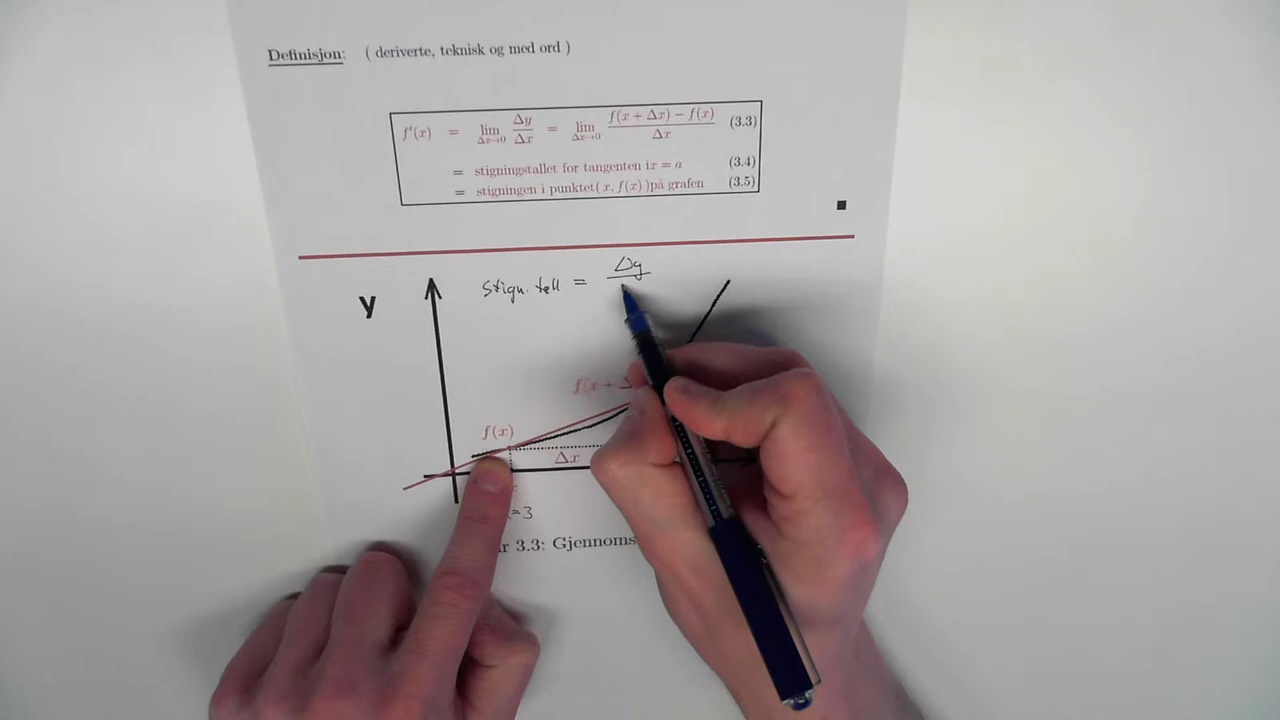 Definisjon: ( deriverte, teknisk og med ord )
f'(x) = lim Δx→0 Δy/Δx = lim Δx→0 f(x + Δx) − f(x)/Δx (3.3)
= stigningstallet for tangenten i x = a (3.4)
= stigningen i punktet( x, f(x) )på grafen (3.5)
Stign. tall = Δy
y
f(x + Δ
f(x)
Δx
=3
r 3.3: Gjennoms